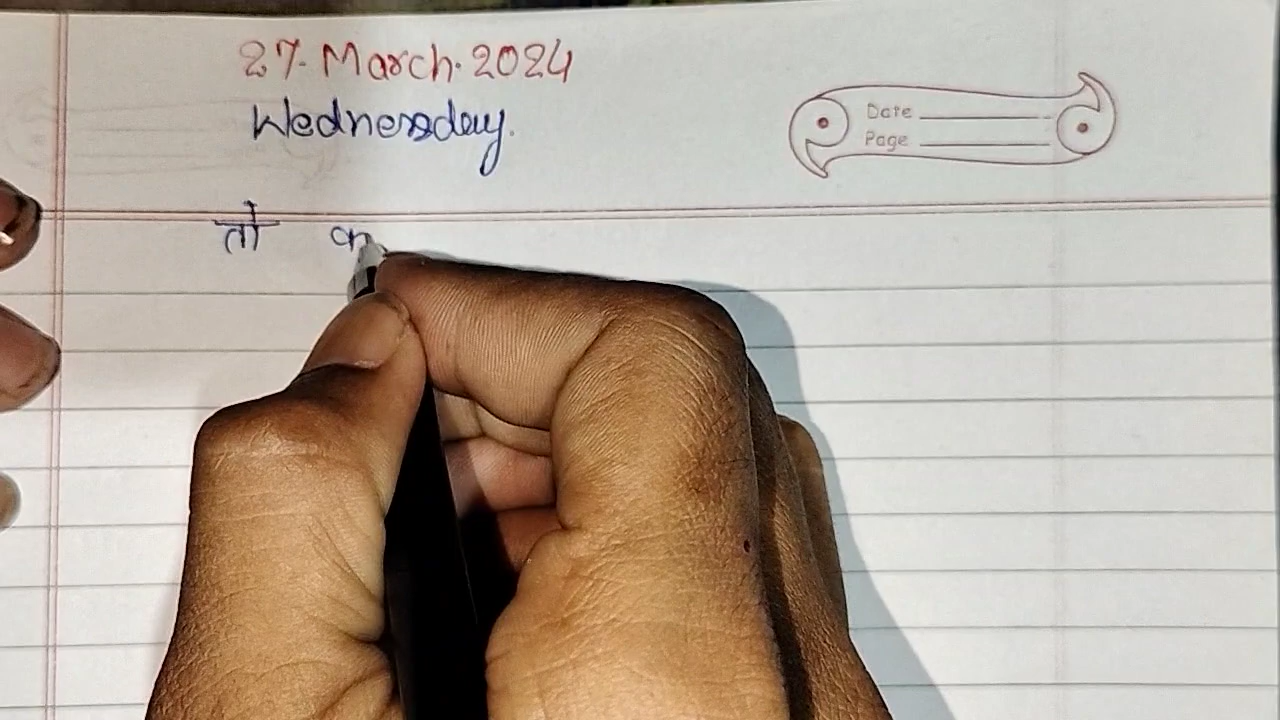 27. March. 2024
Wednesday.
Date
Page
तो